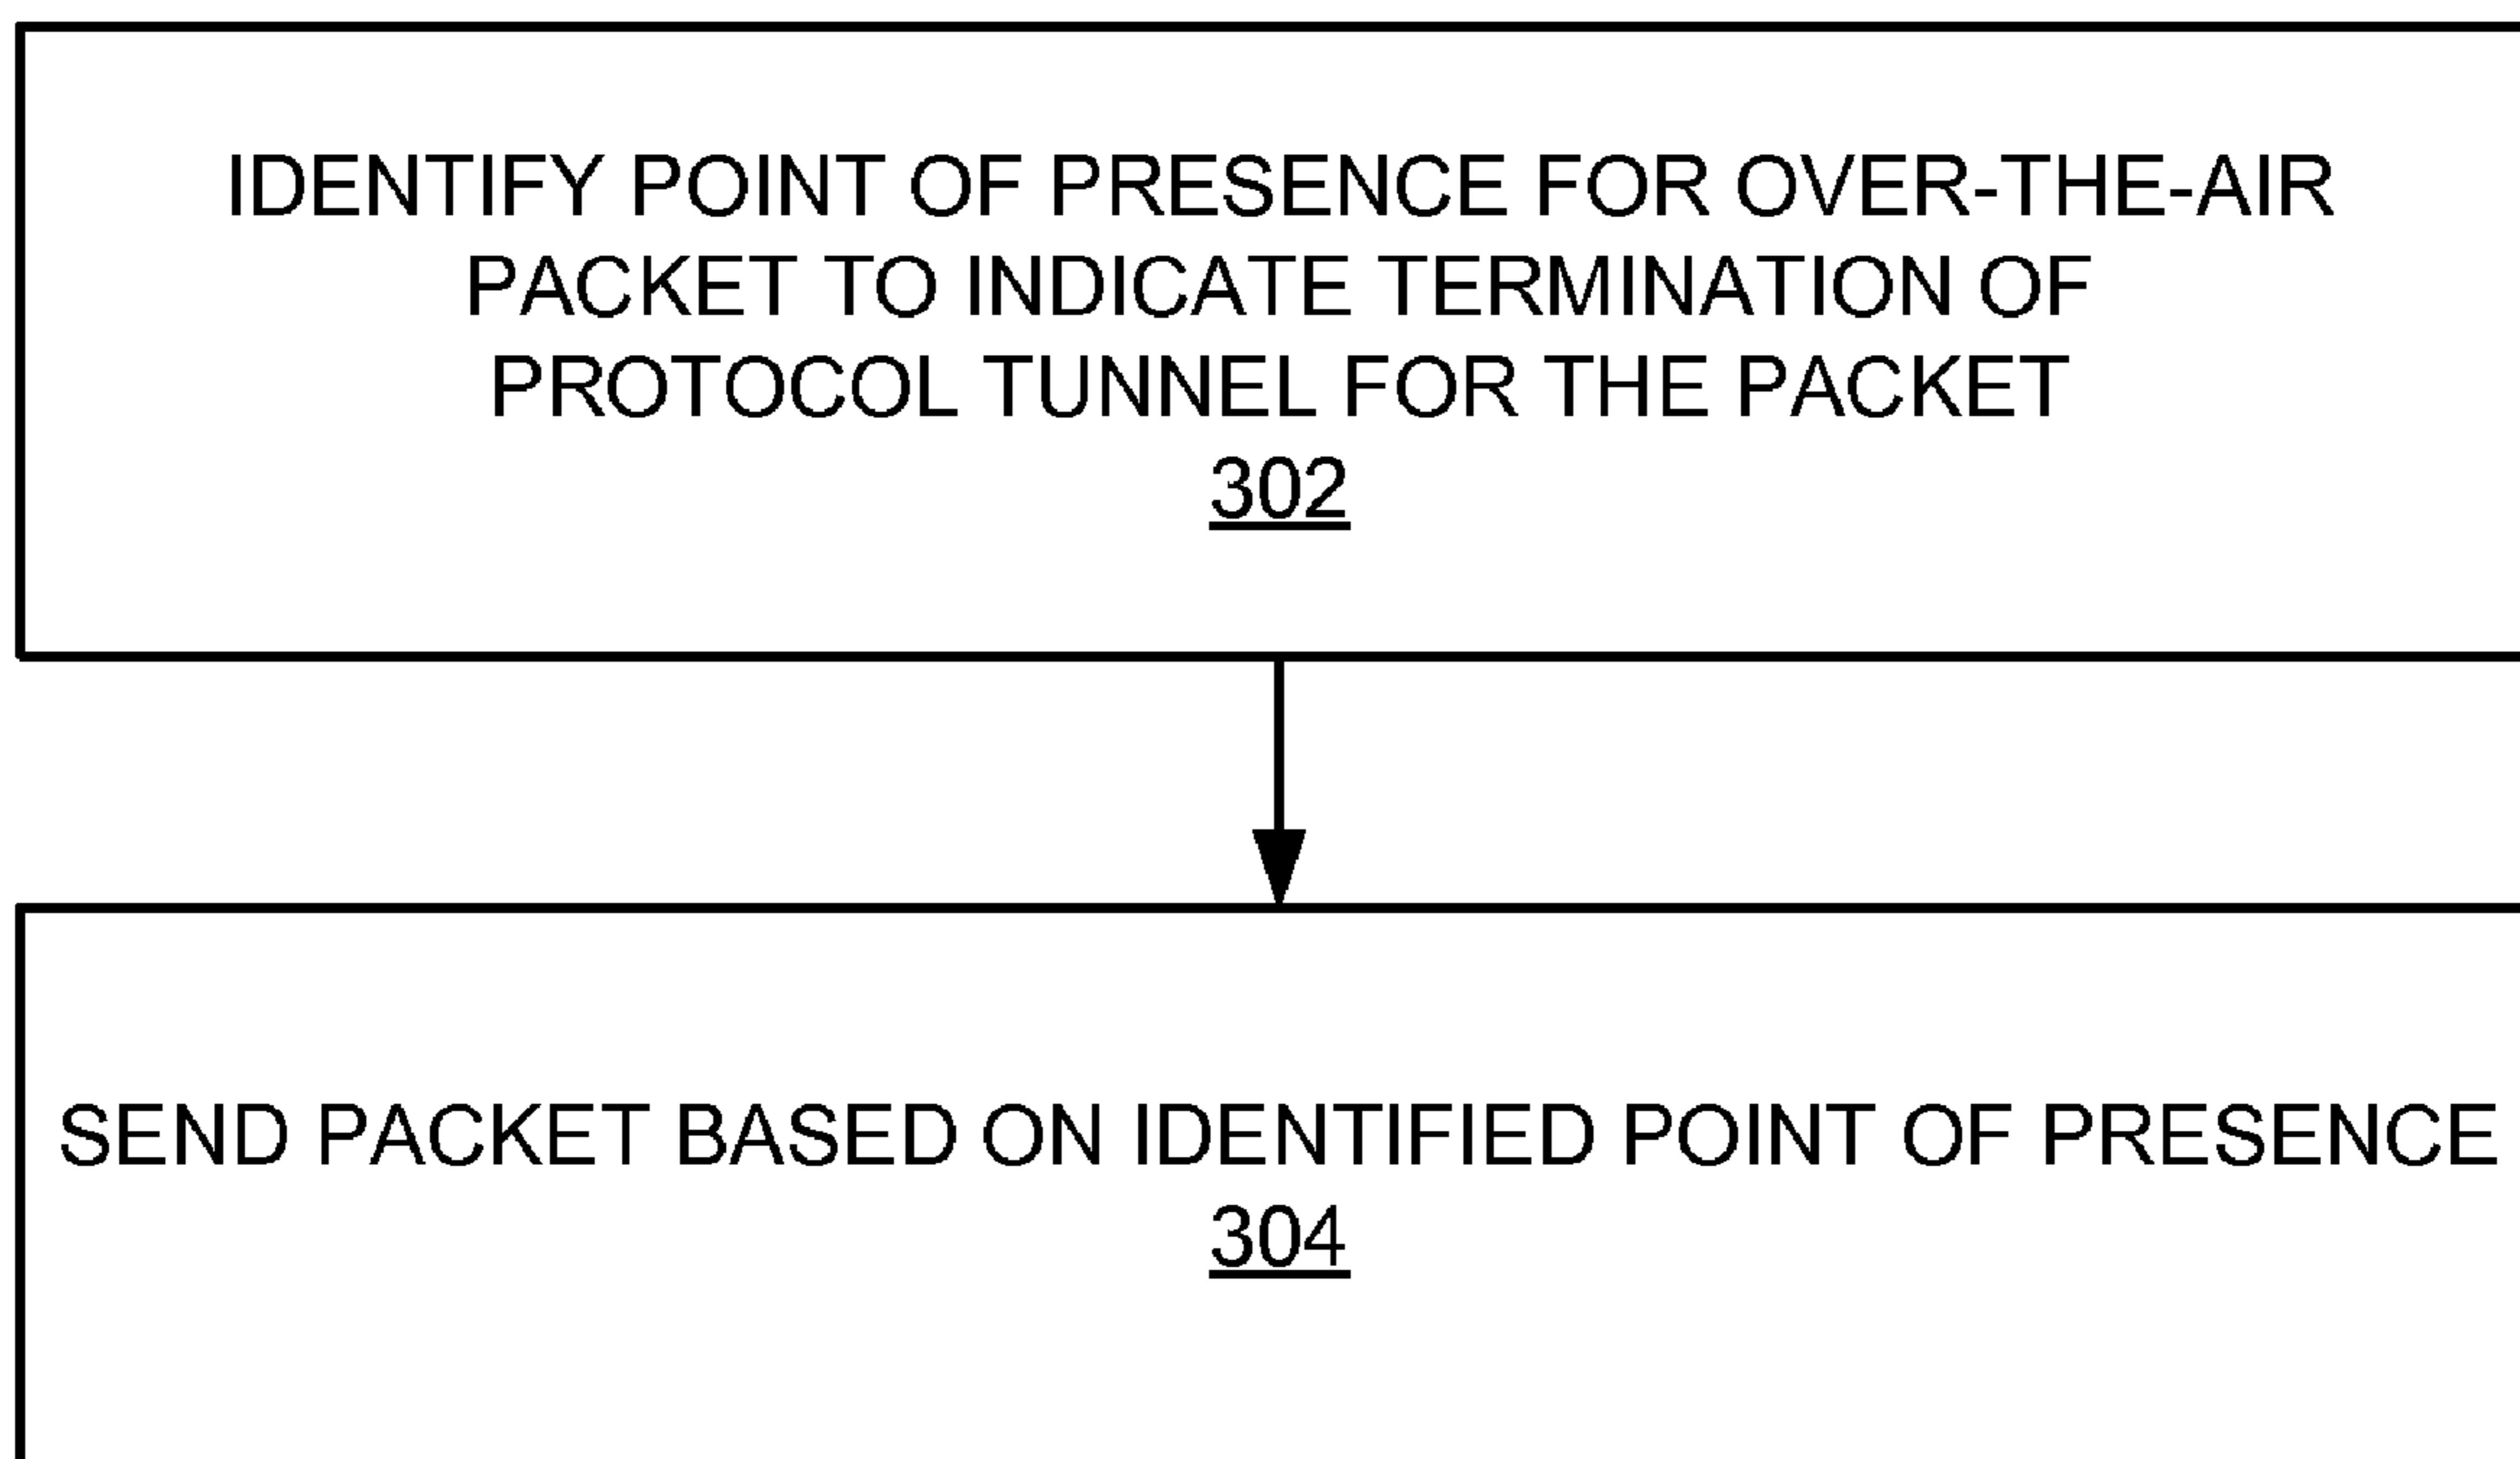 IDENTIFY POINT OF PRESENCE FOR OVER-THE-AIR
PACKET TO INDICATE TERMINATION OF
PROTOCOL TUNNEL FOR THE PACKET
302
SEND PACKET BASED ON IDENTIFIED POINT OF PRESENCE
304